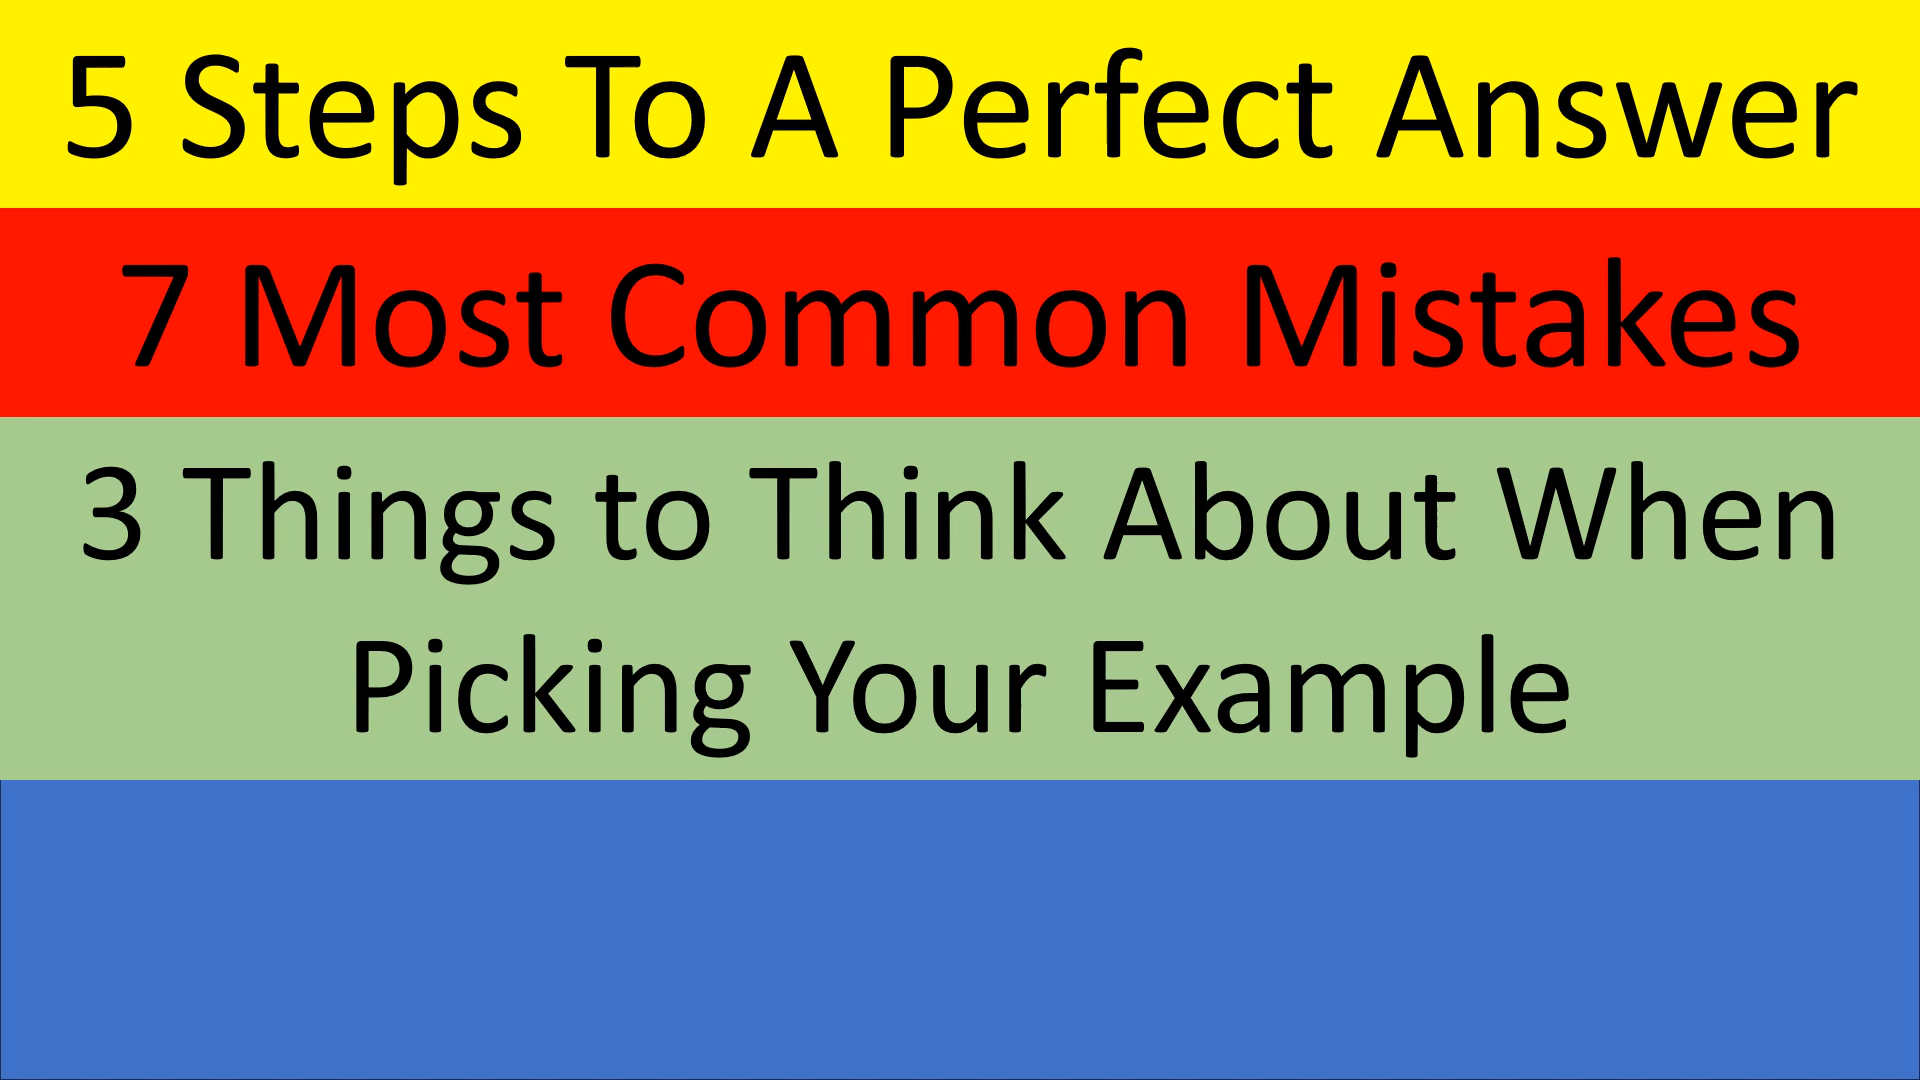 5 Steps To A Perfect Answer
7 Most Common Mistakes
3 Things to Think About When
Picking Your Example